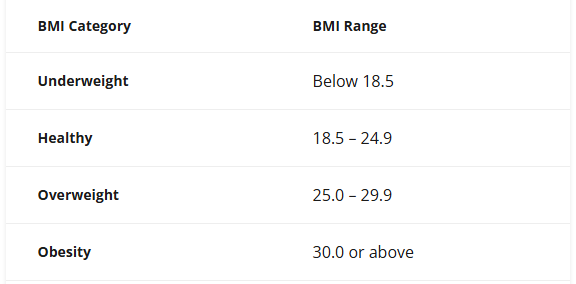 BMI Category BMI Range
Underweight Below 18.5
Healthy 18.5 – 24.9
Overweight 25.0 – 29.9
Obesity 30.0 or above